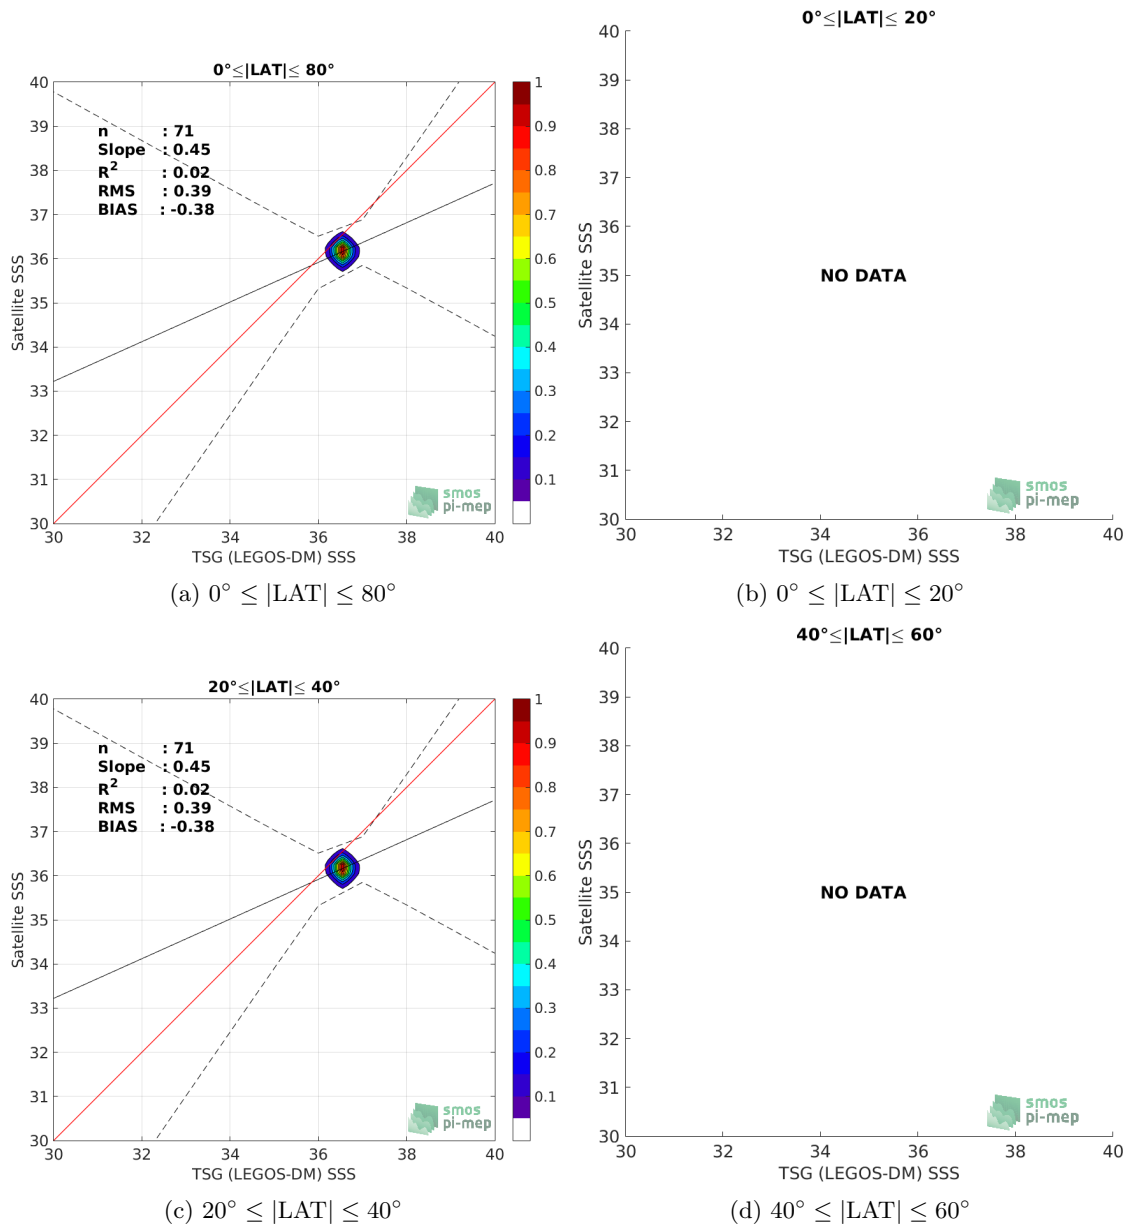 0°≤|LAT|≤ 80°
40
39
38
37
36
35
34
33
32
31
30
Satellite SSS
n : 71
Slope : 0.45
R² : 0.02
RMS : 0.39
BIAS : -0.38
1
0.9
0.8
0.7
0.6
0.5
0.4
0.3
0.2
0.1
smos
pi-mep
30 32 34 36 38 40
TSG (LEGOS-DM) SSS
(a) 0° ≤ |LAT| ≤ 80°
0°≤|LAT|≤ 20°
40
39
38
37
36
35
34
33
32
31
30
Satellite SSS
NO DATA
smos
pi-mep
30 32 34 36 38 40
TSG (LEGOS-DM) SSS
(b) 0° ≤ |LAT| ≤ 20°
20°≤|LAT|≤ 40°
40
39
38
37
36
35
34
33
32
31
30
Satellite SSS
n : 71
Slope : 0.45
R² : 0.02
RMS : 0.39
BIAS : -0.38
1
0.9
0.8
0.7
0.6
0.5
0.4
0.3
0.2
0.1
smos
pi-mep
30 32 34 36 38 40
TSG (LEGOS-DM) SSS
(c) 20° ≤ |LAT| ≤ 40°
40°≤|LAT|≤ 60°
40
39
38
37
36
35
34
33
32
31
30
Satellite SSS
NO DATA
smos
pi-mep
30 32 34 36 38 40
TSG (LEGOS-DM) SSS
(d) 40° ≤ |LAT| ≤ 60°